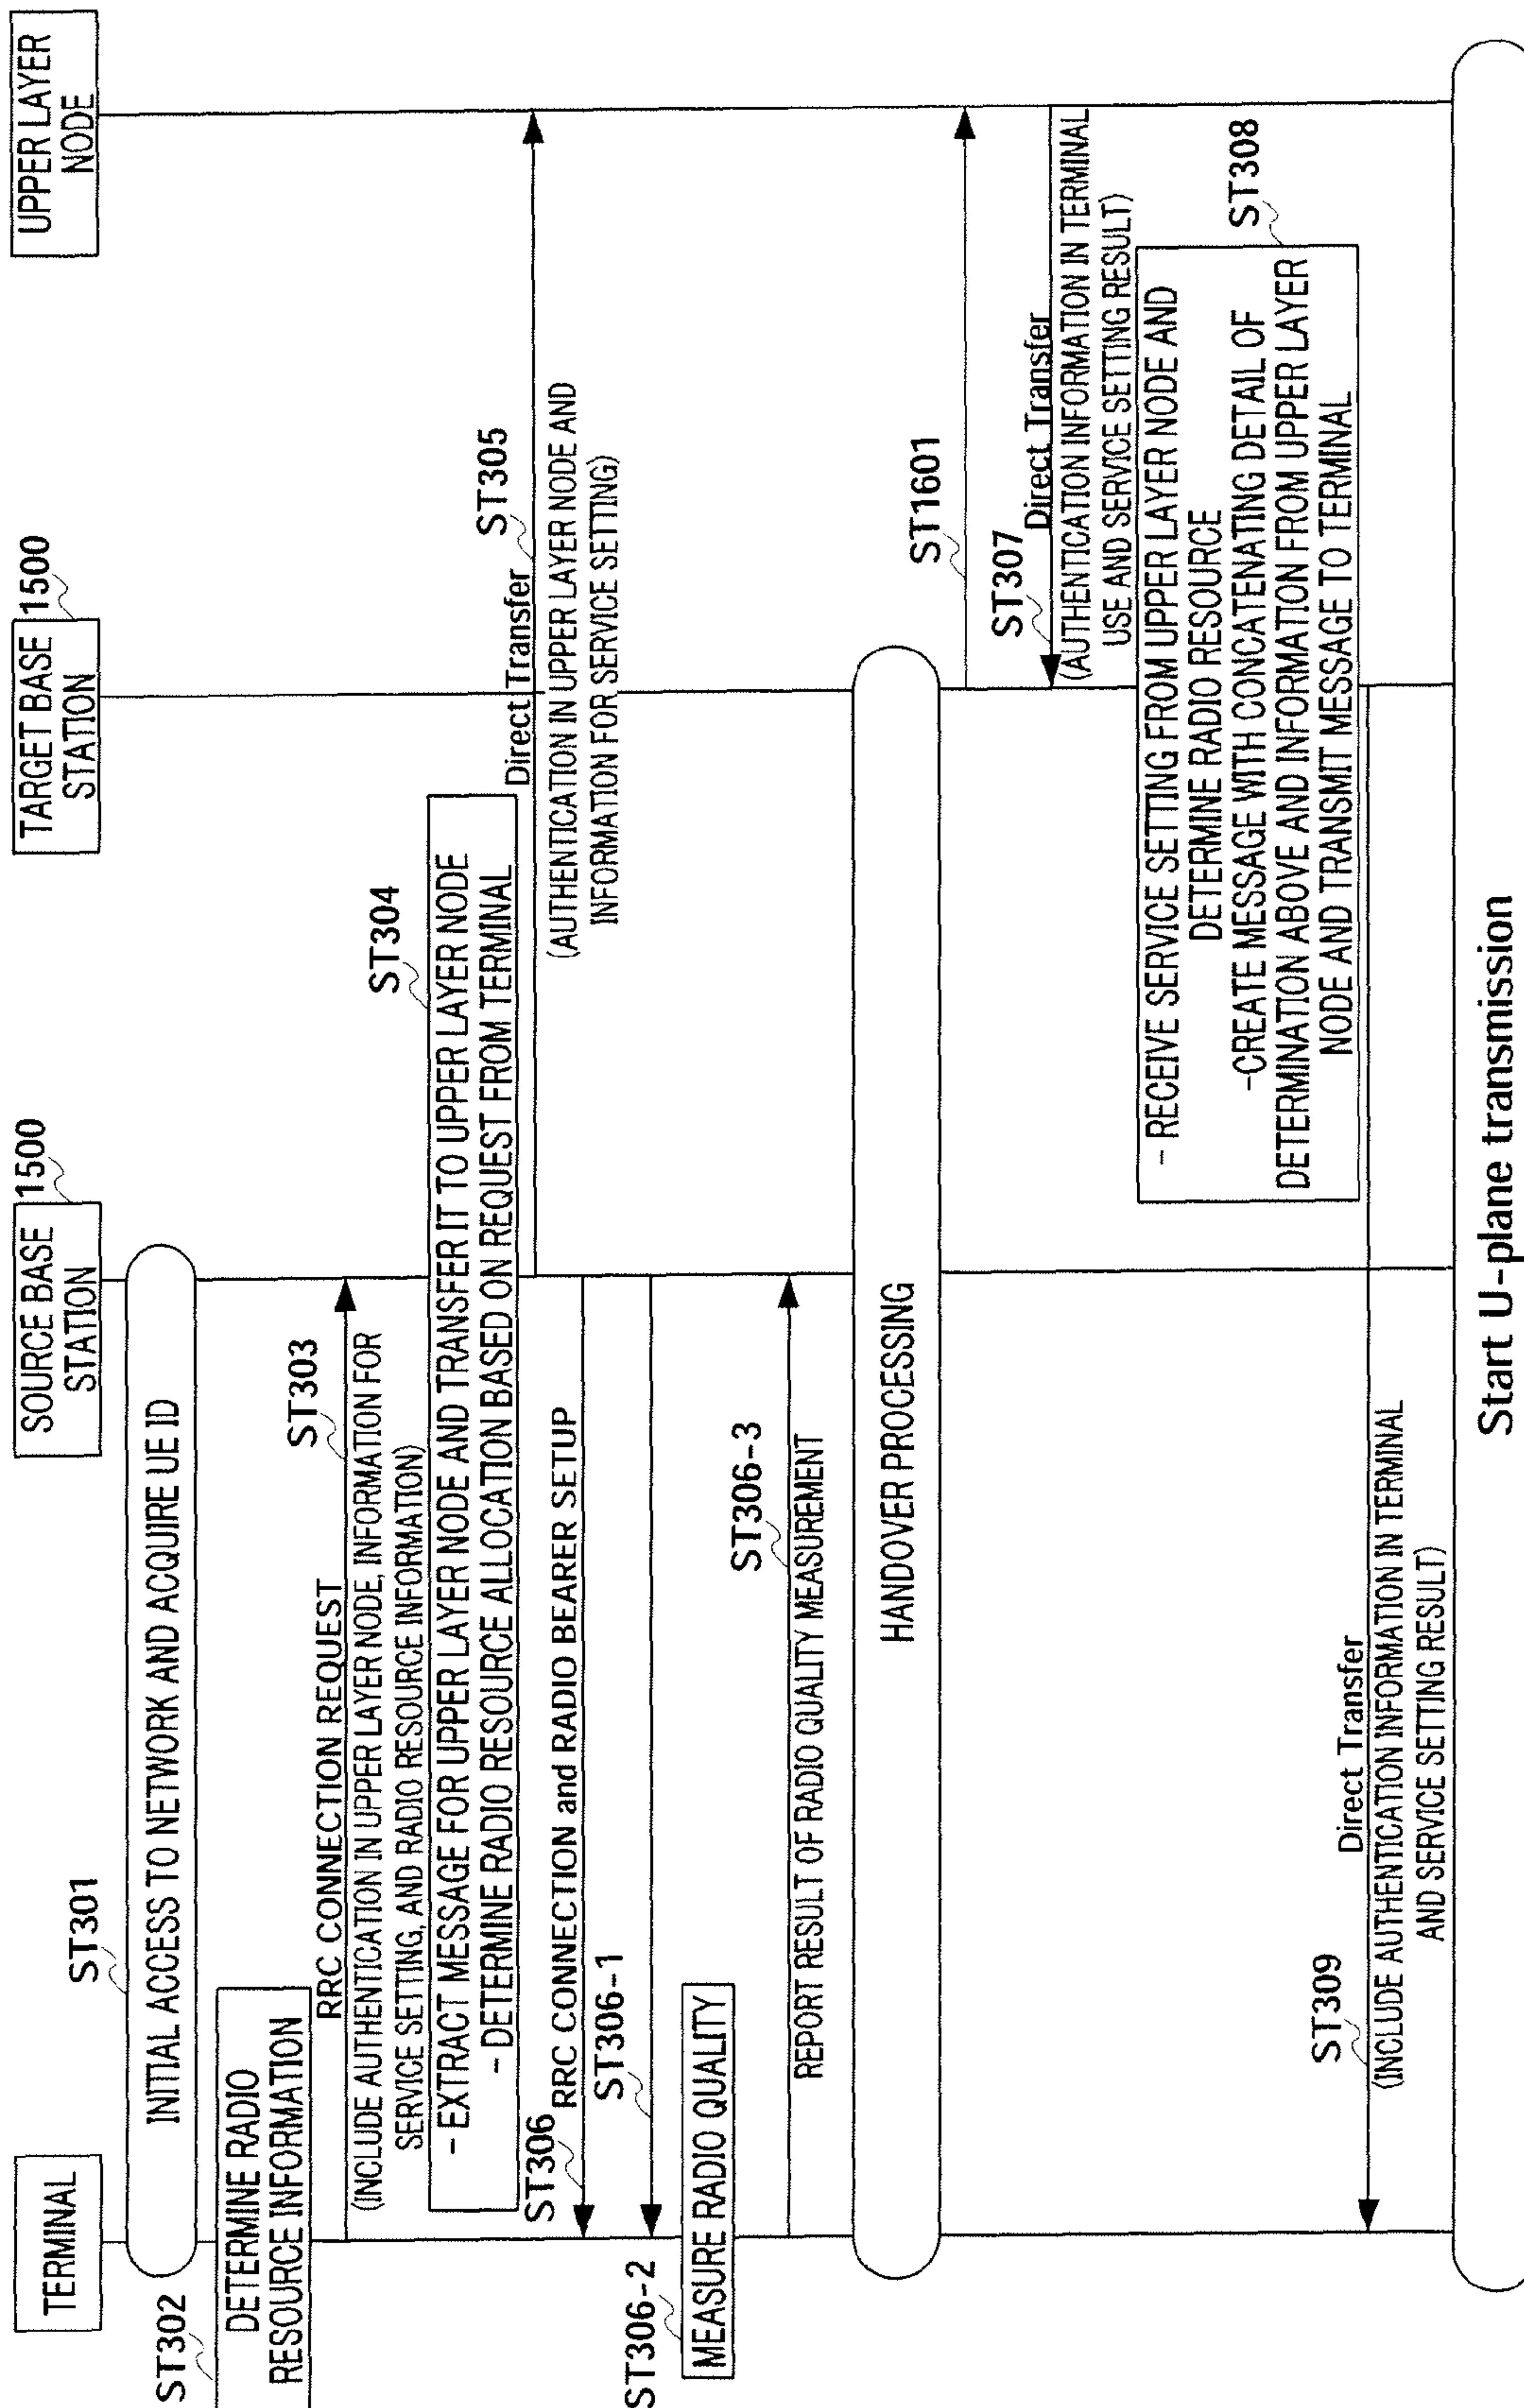 TERMINAL
SOURCE BASE
STATION
1500
TARGET BASE
STATION
1500
UPPER LAYER
NODE
ST301
INITIAL ACCESS TO NETWORK AND ACQUIRE UE ID
ST302
DETERMINE RADIO
RESOURCE INFORMATION
RRC CONNECTION REQUEST
ST303
(INCLUDE AUTHENTICATION IN UPPER LAYER NODE, INFORMATION FOR
SERVICE SETTING, AND RADIO RESOURCE INFORMATION)
ST304
- EXTRACT MESSAGE FOR UPPER LAYER NODE AND TRANSFER IT TO UPPER LAYER NODE
- DETERMINE RADIO RESOURCE ALLOCATION BASED ON REQUEST FROM TERMINAL
Direct Transfer
ST305
(AUTHENTICATION IN UPPER LAYER NODE AND
INFORMATION FOR SERVICE SETTING)
ST306
RRC CONNECTION and RADIO BEARER SETUP
ST306-1
ST306-2
MEASURE RADIO QUALITY
ST306-3
REPORT RESULT OF RADIO QUALITY MEASUREMENT
HANDOVER PROCESSING
ST1601
ST307
Direct Transfer
(AUTHENTICATION INFORMATION IN TERMINAL
USE AND SERVICE SETTING RESULT)
ST308
- RECEIVE SERVICE SETTING FROM UPPER LAYER NODE AND
DETERMINE RADIO RESOURCE
-CREATE MESSAGE WITH CONCATENATING DETAIL OF
DETERMINATION ABOVE AND INFORMATION FROM UPPER LAYER
NODE AND TRANSMIT MESSAGE TO TERMINAL
ST309
Direct Transfer
(INCLUDE AUTHENTICATION INFORMATION IN TERMINAL
AND SERVICE SETTING RESULT)
Start U-plane transmission